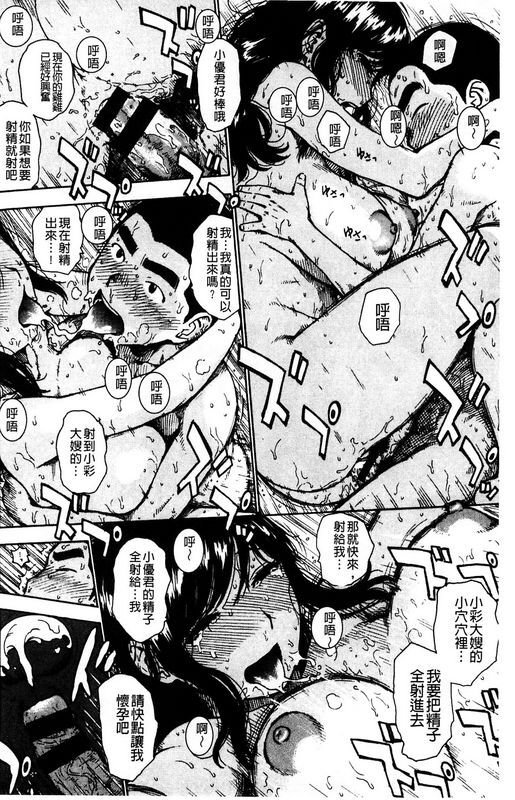 啊嗯
呼唔
啊嗯
呼唔
呼唔
呼唔
小優君好棒哦
呼唔
呼唔
現在你的雞雞
已經好興奮
你如果想要
射精就射吧
我…我真的可以
射精出來嗎？
呼唔
現在射精
出來…！
呼唔
呼唔
呼唔
射到小彩
大嫂的…
那就快來
射給我…
小彩大嫂的
小穴穴裡…
我要把精子
全射進去
呼～
小優君的精子
全射給…我
啊～
啊～
啊～
請快點讓我
懷孕吧